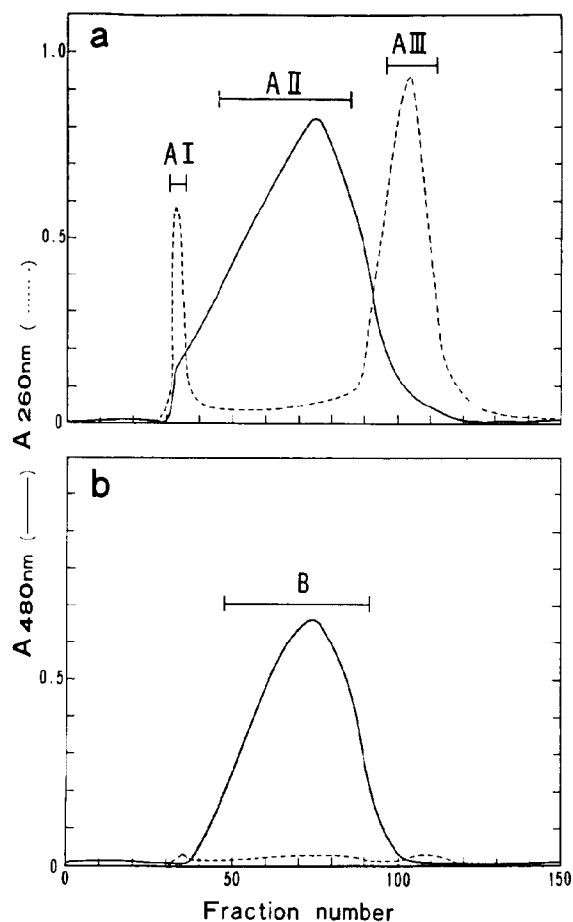 a
1.0
0.5
0
A I
A II
A III
A 260nm ( ...... )
A 480nm ( —— )
b
0.5
0
B
0 50 100 150
Fraction number